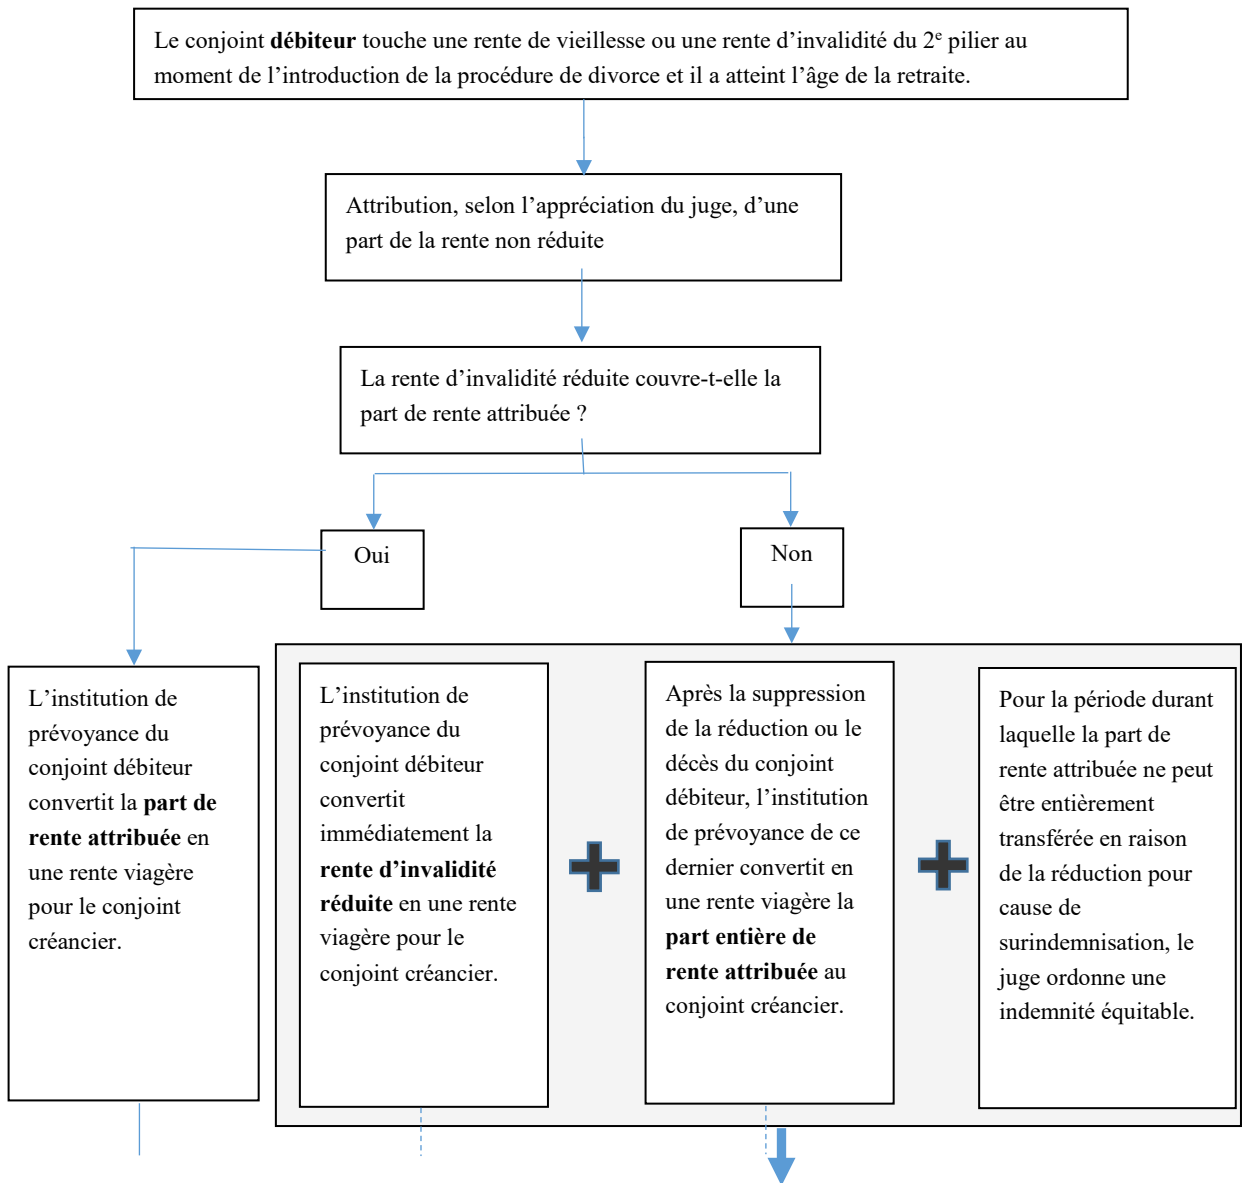 Le conjoint débiteur touche une rente de vieillesse ou une rente d’invalidité du 2e pilier au
moment de l’introduction de la procédure de divorce et il a atteint l’âge de la retraite.
Attribution, selon l’appréciation du juge, d’une
part de la rente non réduite
La rente d’invalidité réduite couvre-t-elle la
part de rente attribuée ?
Oui
Non
L’institution de
prévoyance du
conjoint débiteur
convertit la part de
rente attribuée en
une rente viagère
pour le conjoint
créancier.
L’institution de
prévoyance du
conjoint débiteur
convertit
immédiatement la
rente d’invalidité
réduite en une rente
viagère pour le
conjoint créancier.
Après la suppression
de la réduction ou le
décès du conjoint
débiteur, l’institution
de prévoyance de ce
dernier convertit en
une rente viagère la
part entière de
rente attribuée au
conjoint créancier.
Pour la période durant
laquelle la part de
rente attribuée ne peut
être entièrement
transférée en raison
de la réduction pour
cause de
surindemnisation, le
juge ordonne une
indemnité équitable.